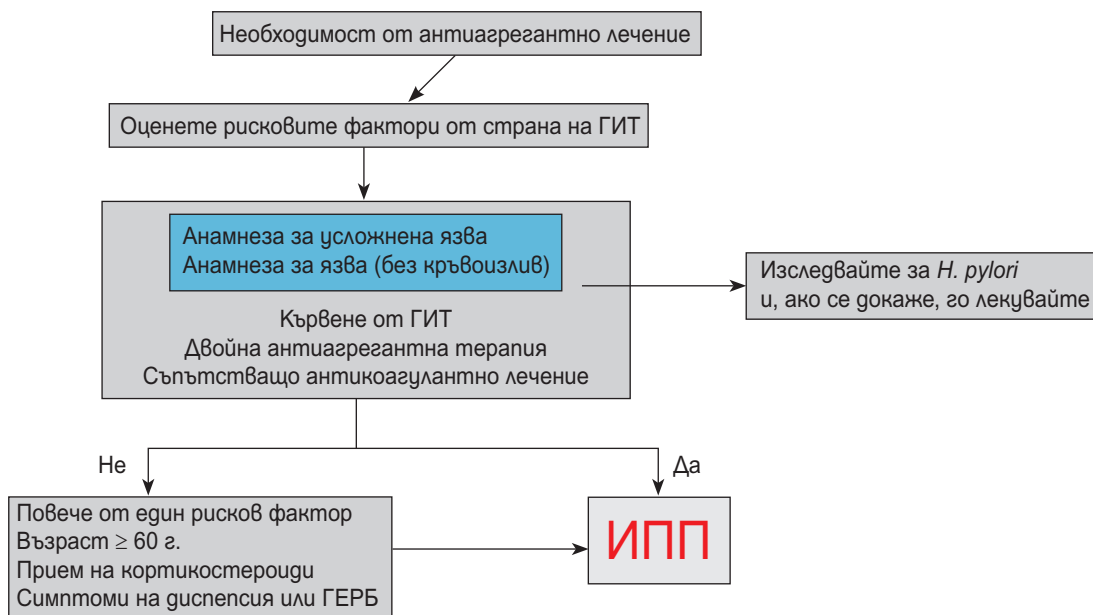 Необходимост от антиагрегантно лечение
Оценете рисковите фактори от страна на ГИТ
Анамнеза за усложнена язва
Анамнеза за язва (без кръвоизлив)
Кървене от ГИТ
Двойна антиагрегантна терапия
Съпътстващо антикоагулантно лечение
Изследвайте за H. pylori
и, ако се докаже, го лекувайте
Не
Да
Повече от един рисков фактор
Възраст ≥ 60 г.
Прием на кортикостероиди
Симптоми на диспепсия или ГЕРБ
ИПП